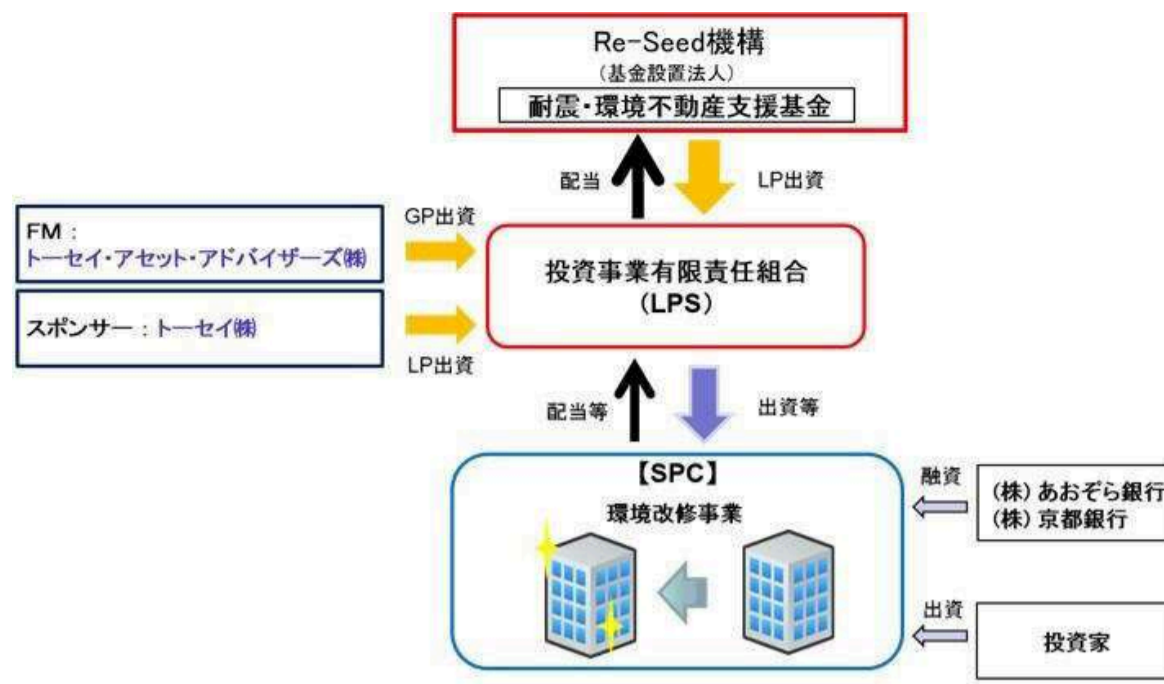 Re-Seed機構
（基金設置法人）
耐震・環境不動産支援基金
配当
LP出資
FM：
トーセイ・アセット・アドバイザーズ㈱
GP出資
スポンサー：トーセイ㈱
LP出資
投資事業有限責任組合
（LPS）
配当等
出資等
【SPC】
環境改修事業
融資
（株）あおぞら銀行
（株）京都銀行
出資
投資家